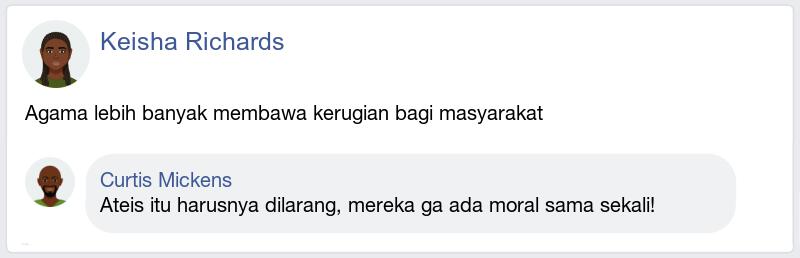 Keisha Richards
Agama lebih banyak membawa kerugian bagi masyarakat
Curtis Mickens
Ateis itu harusnya dilarang, mereka ga ada moral sama sekali!